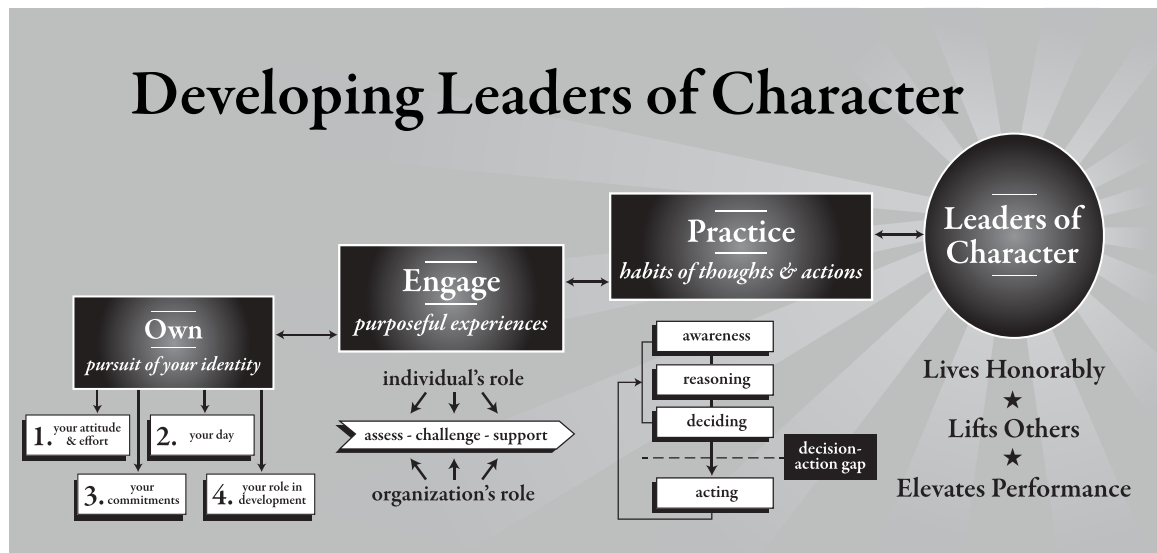 Developing Leaders of Character
Own
pursuit of your identity
1. your attitude
& effort
2. your day
3. your
commitments
4. your role in
development
Engage
purposeful experiences
individual's role
assess - challenge - support
organization's role
Practice
habits of thoughts & actions
awareness
reasoning
deciding
decision-
action gap
acting
Leaders of
Character
Lives Honorably
Lifts Others
Elevates Performance